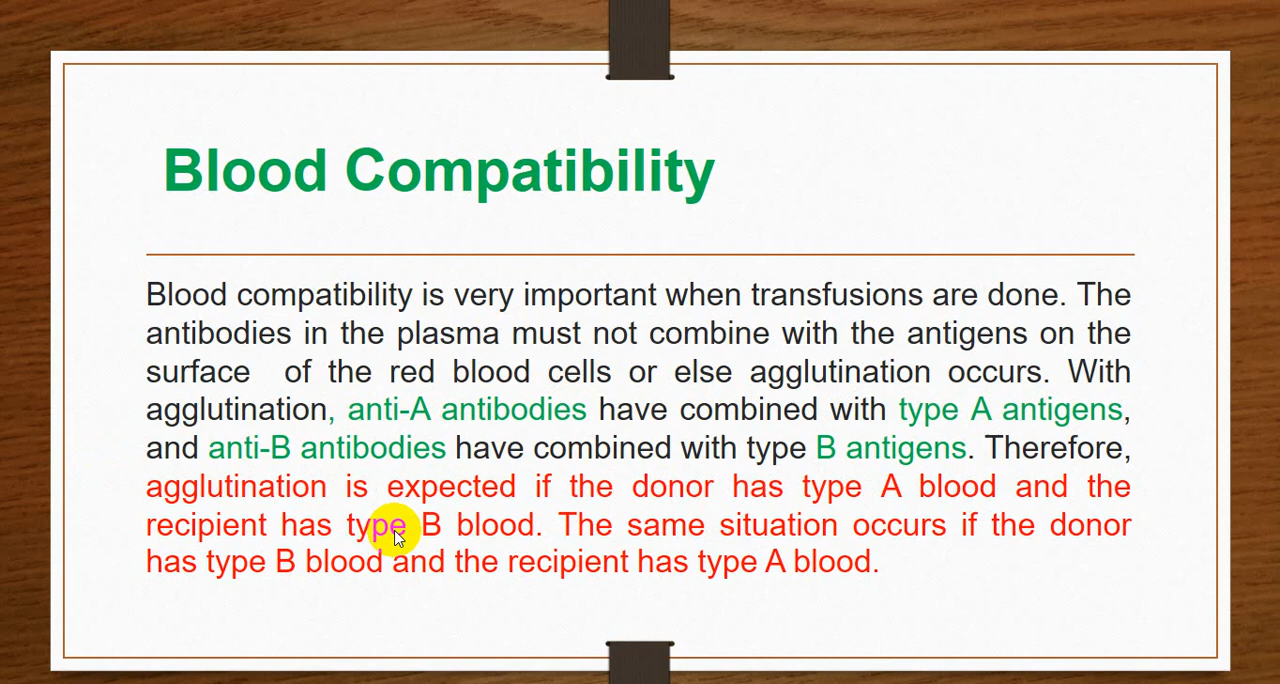 Blood Compatibility
Blood compatibility is very important when transfusions are done. The
antibodies in the plasma must not combine with the antigens on the
surface of the red blood cells or else agglutination occurs. With
agglutination, anti-A antibodies have combined with type A antigens,
and anti-B antibodies have combined with type B antigens. Therefore,
agglutination is expected if the donor has type A blood and the
recipient has type B blood. The same situation occurs if the donor
has type B blood and the recipient has type A blood.